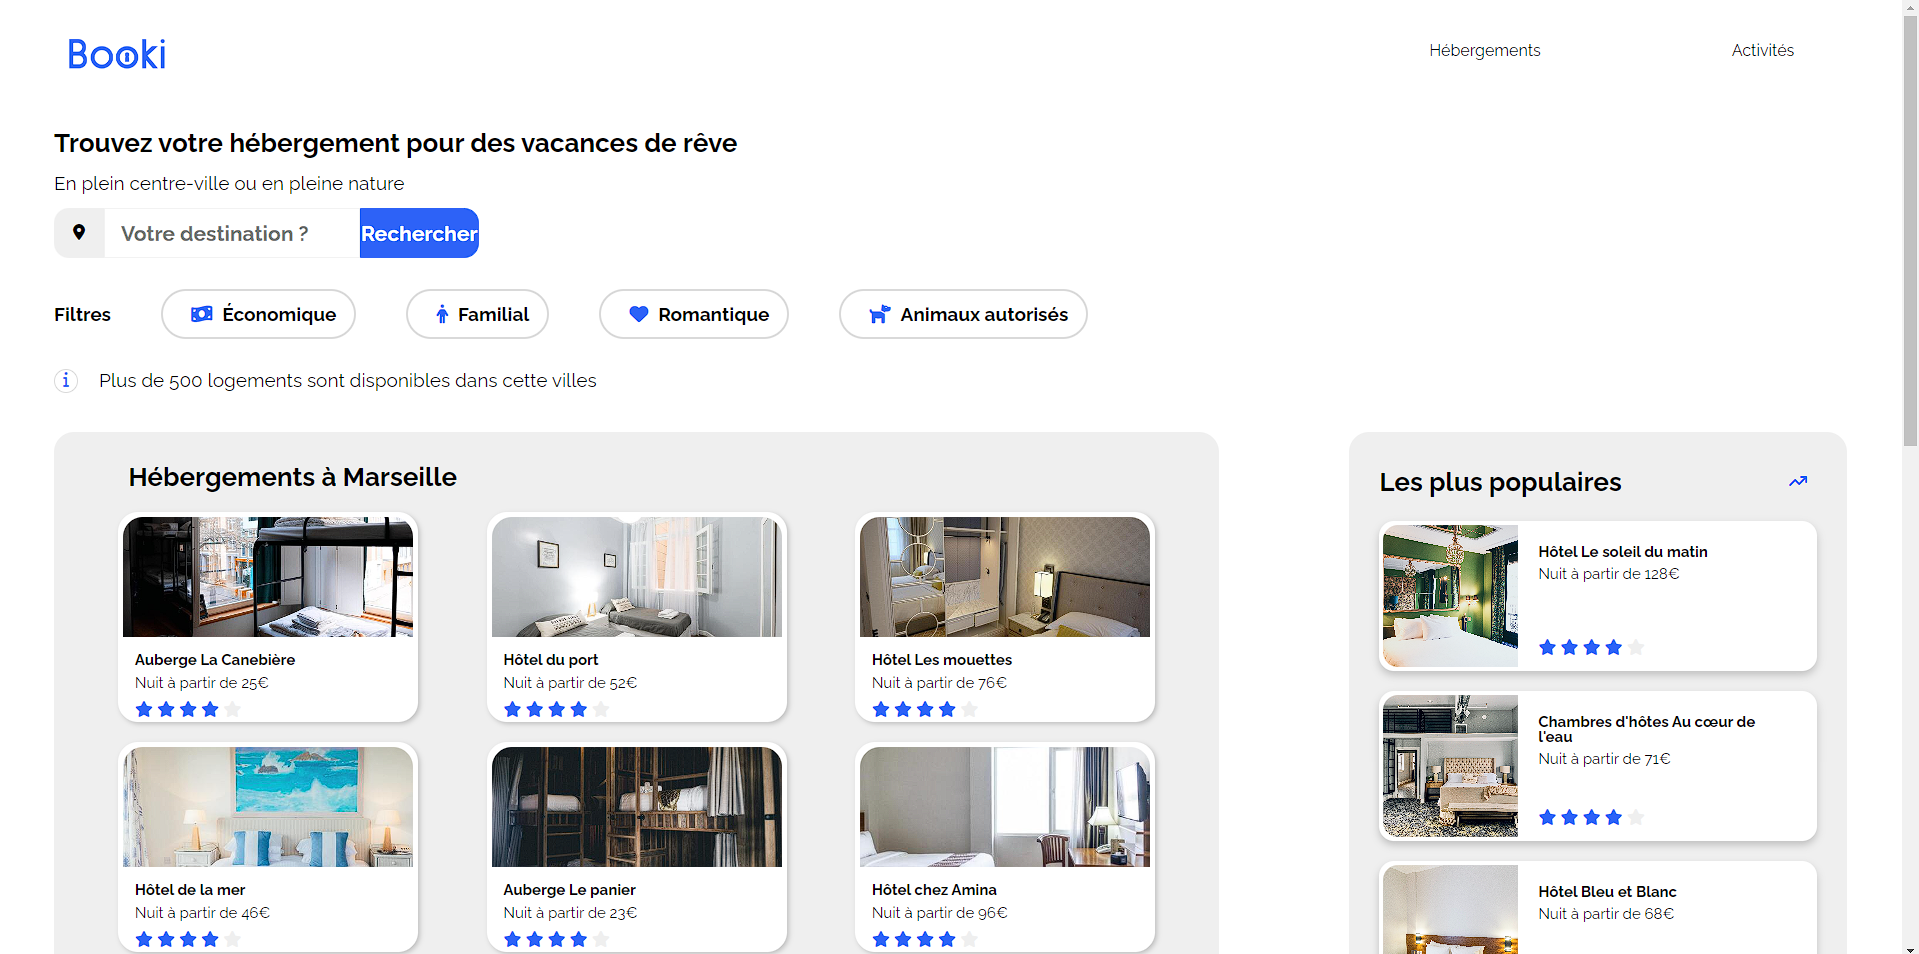 Booki
Hébergements
Activités
Trouvez votre hébergement pour des vacances de rêve
En plein centre-ville ou en pleine nature
Votre destination ?
Rechercher
Filtres
Économique
Familial
Romantique
Animaux autorisés
Plus de 500 logements sont disponibles dans cette villes
Hébergements à Marseille
Auberge La Canebière
Nuit à partir de 25€
Hôtel du port
Nuit à partir de 52€
Hôtel Les mouettes
Nuit à partir de 76€
Hôtel de la mer
Nuit à partir de 46€
Auberge Le panier
Nuit à partir de 23€
Hôtel chez Amina
Nuit à partir de 96€
Les plus populaires
Hôtel Le soleil du matin
Nuit à partir de 128€
Chambres d'hôtes Au cœur de
l'eau
Nuit à partir de 71€
Hôtel Bleu et Blanc
Nuit à partir de 68€